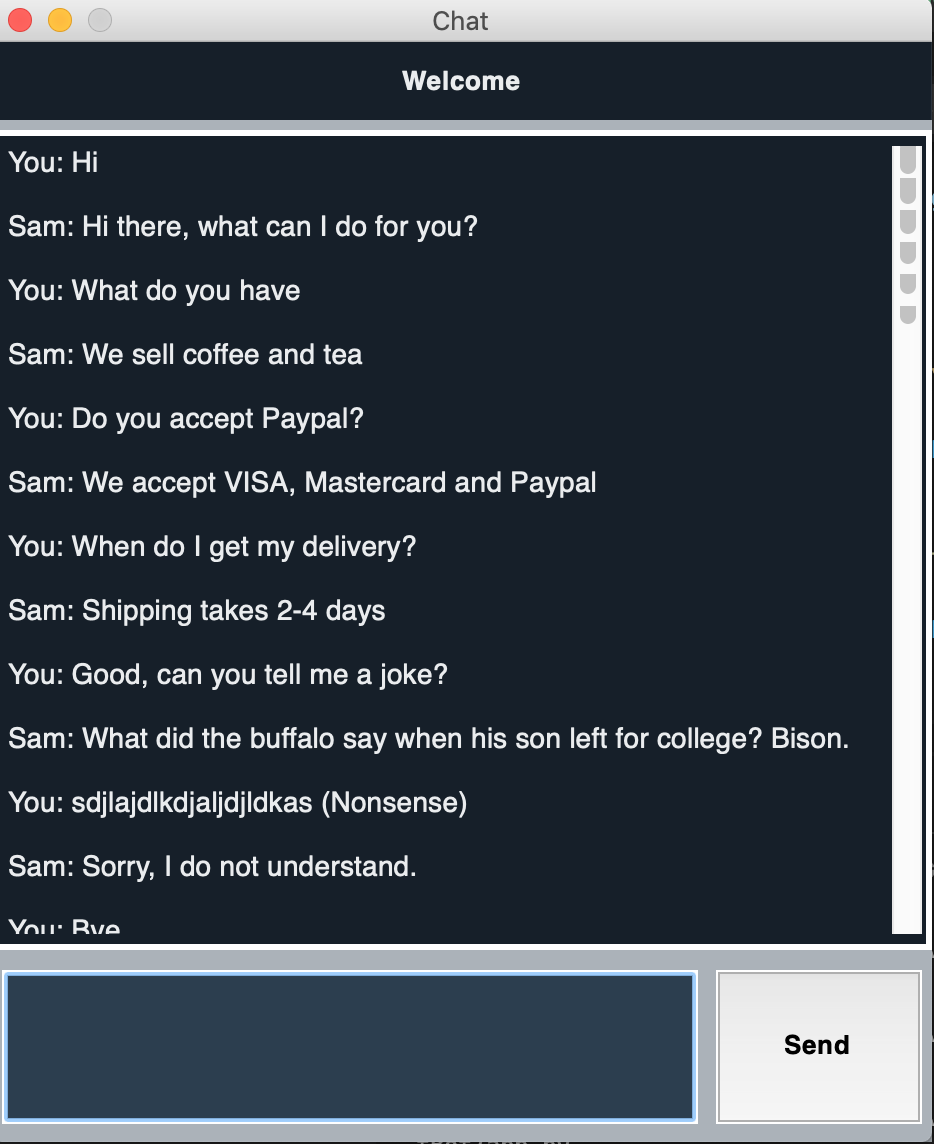 Chat
Welcome
You: Hi
Sam: Hi there, what can I do for you?
You: What do you have
Sam: We sell coffee and tea
You: Do you accept Paypal?
Sam: We accept VISA, Mastercard and Paypal
You: When do I get my delivery?
Sam: Shipping takes 2-4 days
You: Good, can you tell me a joke?
Sam: What did the buffalo say when his son left for college? Bison.
You: sdjlajdlkdjaljdjldkas (Nonsense)
Sam: Sorry, I do not understand.
You: Bye
Send